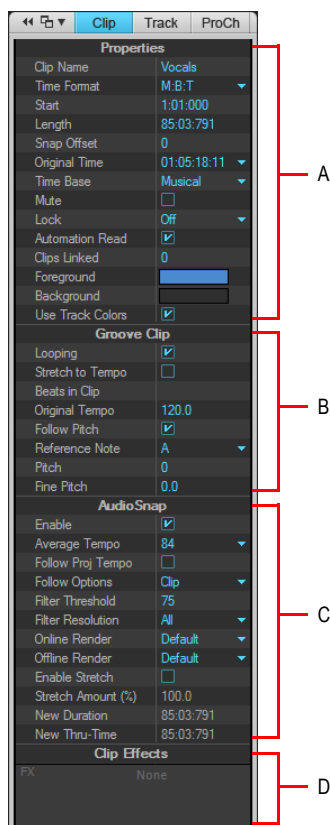 Clip Track ProCh
Properties
Clip Name Vocals
Time Format M:B:T
Start 1:01:000
Length 85:03:791
Snap Offset 0
Original Time 01:05:18:11
Time Base Musical
Mute
Lock Off
Automation Read
Clips Linked 0
Foreground
Background
Use Track Colors
A
Groove Clip
Looping
Stretch to Tempo
Beats in Clip
Original Tempo 120.0
Follow Pitch
Reference Note A
Pitch 0
Fine Pitch 0.0
B
AudioSnap
Enable
Average Tempo 84
Follow Proj Tempo
Follow Options Clip
Filter Threshold 75
Filter Resolution All
Online Render Default
Offline Render Default
Enable Stretch
Stretch Amount (%) 100.0
New Duration 85:03:791
New Thru-Time 85:03:791
C
Clip Effects
FX None
D